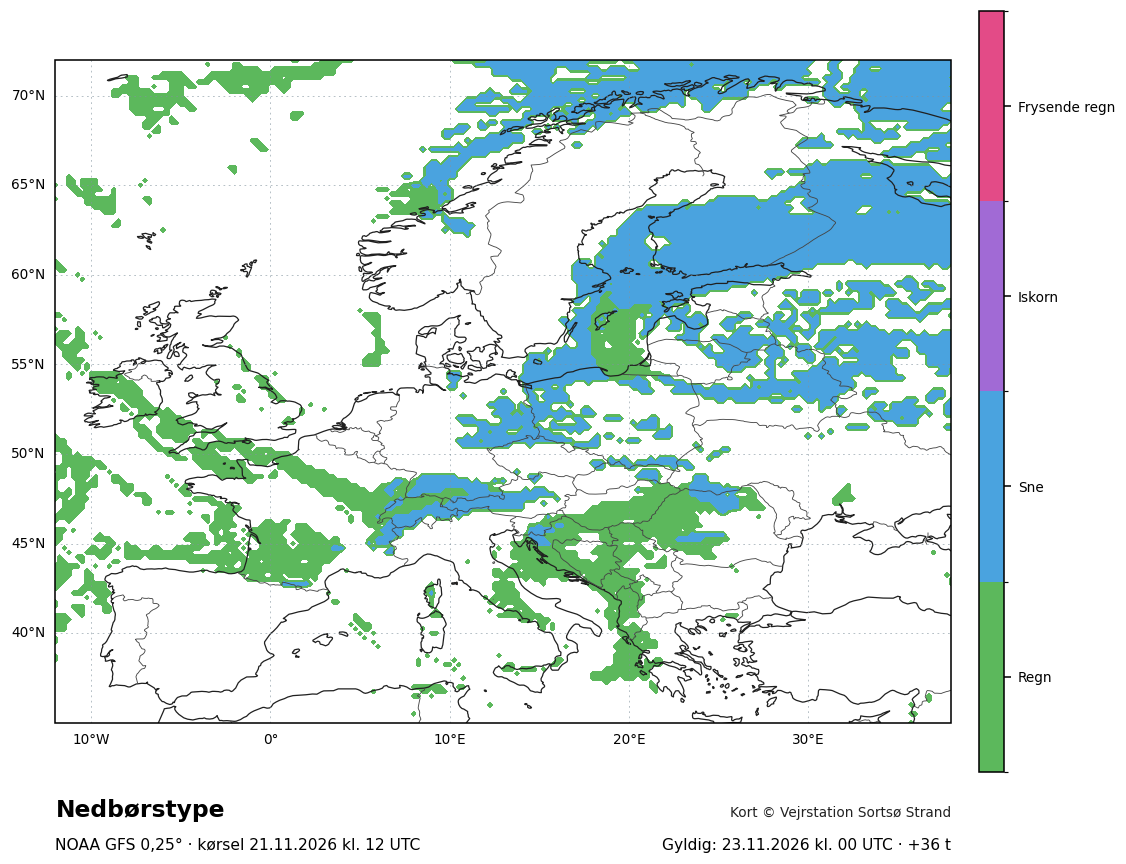 70°N
65°N
60°N
55°N
50°N
45°N
40°N
10°W
0°
10°E
20°E
30°E
Frysende regn
Iskorn
Sne
Regn
Nedbørstype
Kort © Vejrstation Sortsø Strand
NOAA GFS 0,25° · kørsel 21.11.2026 kl. 12 UTC
Gyldig: 23.11.2026 kl. 00 UTC · +36 t